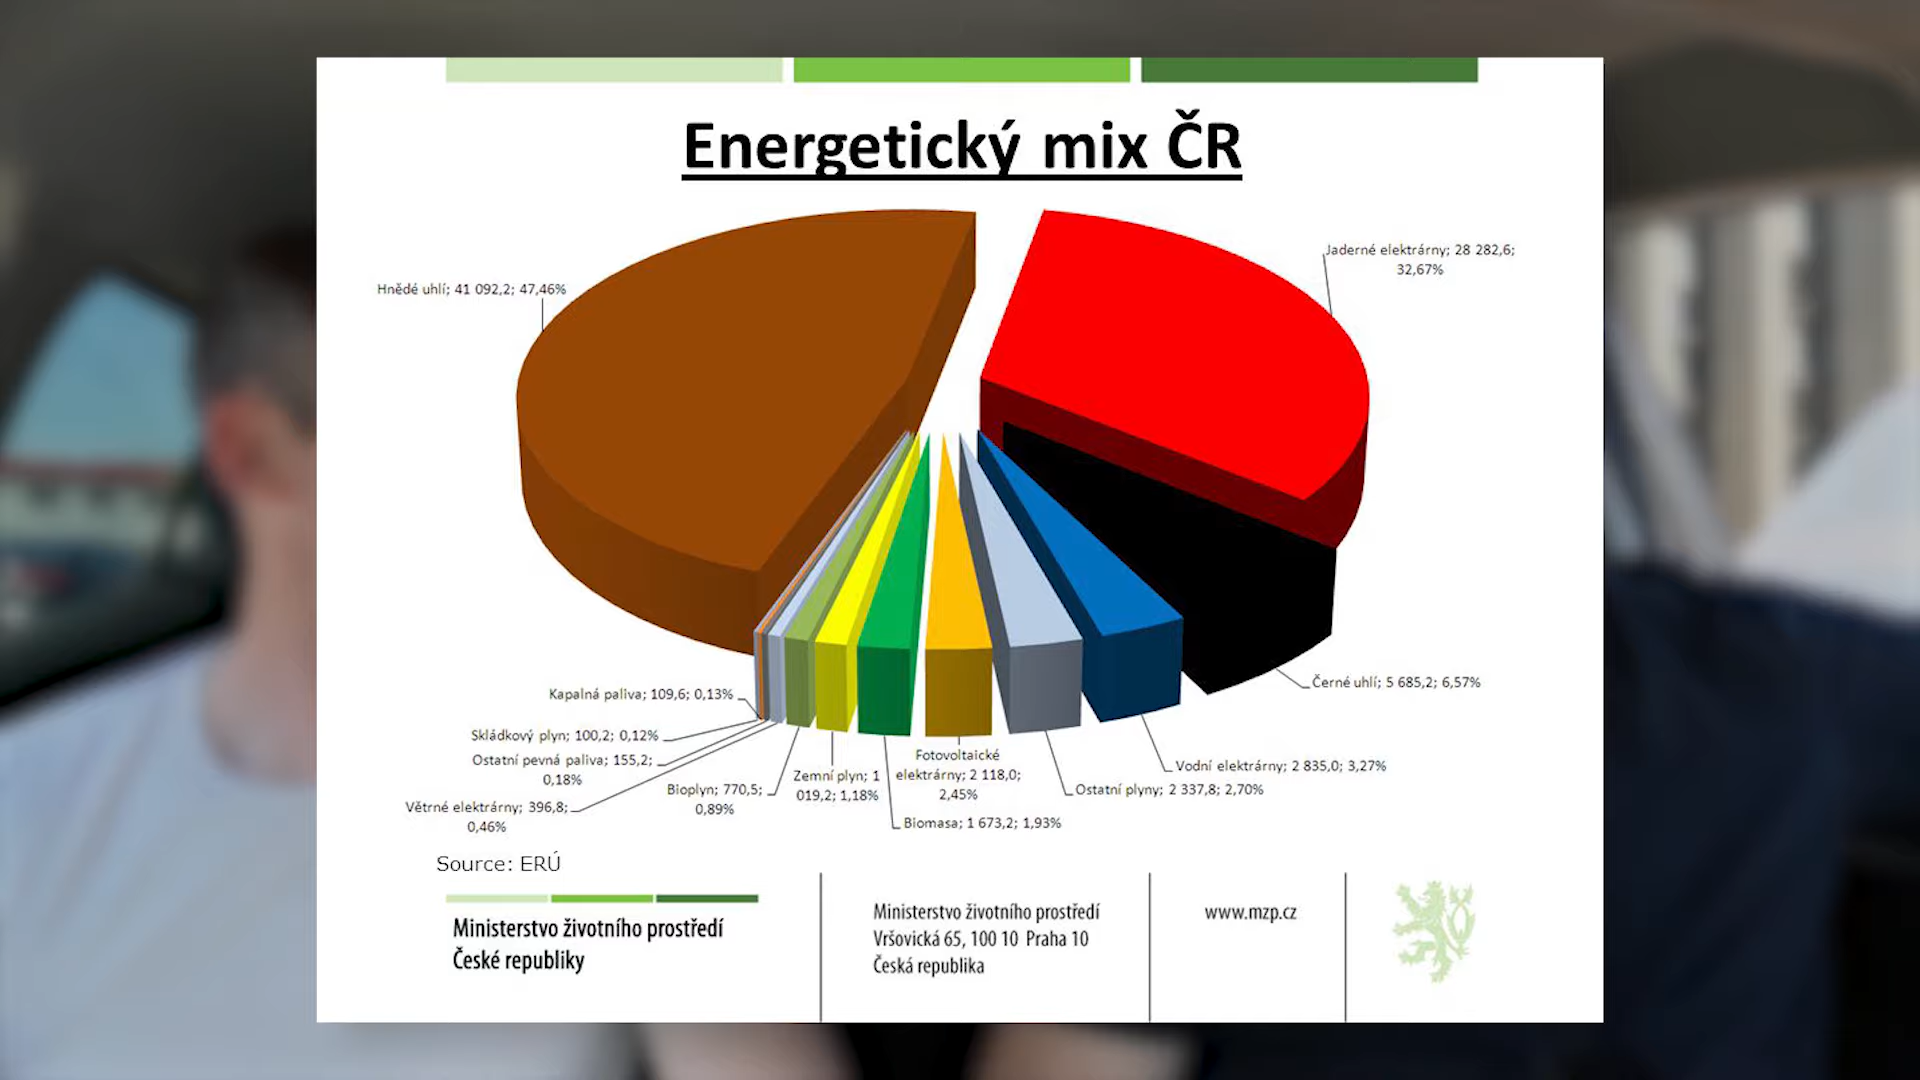 Energetický mix ČR
Jaderné elektrárny; 28 282,6;
32,67%
Hnědé uhlí; 41 092,2; 47,46%
Černé uhlí; 5 685,2; 6,57%
Kapalná paliva; 109,6; 0,13%
Skládkový plyn; 100,2; 0,12%
Ostatní pevná paliva; 155,2;
0,18%
Větrné elektrárny; 396,8;
0,46%
Bioplyn; 770,5;
0,89%
Zemní plyn; 1
019,2; 1,18%
Fotovoltaické
elektrárny; 2 118,0;
2,45%
Biomasa; 1 673,2; 1,93%
Ostatní plyny; 2 337,8; 2,70%
Vodní elektrárny; 2 835,0; 3,27%
Source: ERÚ
Ministerstvo životního prostředí
České republiky
Ministerstvo životního prostředí
Vršovická 65, 100 10 Praha 10
Česká republika
www.mzp.cz